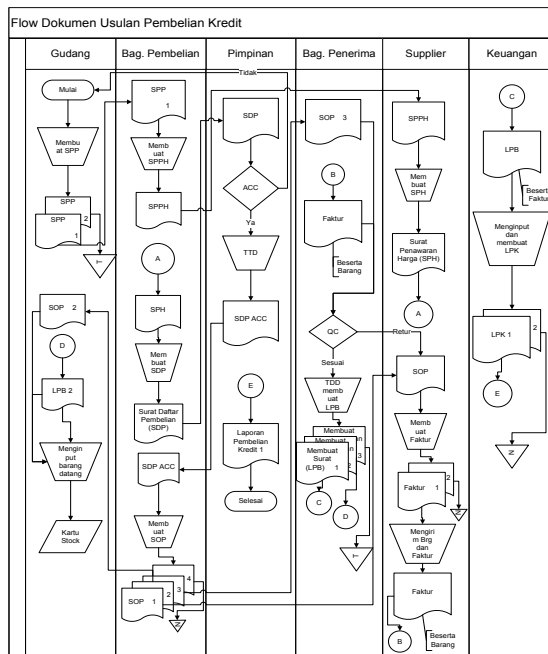 Flow Dokumen Usulan Pembelian Kredit
Gudang
Bag. Pembelian
Pimpinan
Bag. Penerima
Supplier
Keuangan
Mulai
Membu
at SPP
SPP
2
SPP
1
T
SOP 2
D
LPB 2
Mengin
put
barang
datang
Kartu
Stock
SPP
1
Memb
uat
SPPH
SPPH
A
SPH
Mem
buat
SDP
Surat Daftar
Pembelian
(SDP)
SDP ACC
Memb
uat
SOP
4
3
2
SOP 1
N
Tidak
SDP
ACC
Ya
TTD
SDP ACC
E
Laporan
Pembelian
Kredit 1
Selesai
SOP 3
B
Faktur
Beserta
Barang
QC
Retur
Sesuai
TDD
memb
uat
LPB
Membuat
Membuat
3
Membuat
Surat
(LPB) 1
2
C
D
T
SPPH
Mem
buat
SPH
Surat
Penawaran
Harga (SPH)
A
SOP
Memb
uat
Faktur
2
Faktur 1
N
Mengiri
m Brg
dan
Faktur
Faktur
Beserta
Barang
B
C
LPB
Beserta
Faktur
Menginput
dan
membuat
LPK
2
LPK 1
E
N